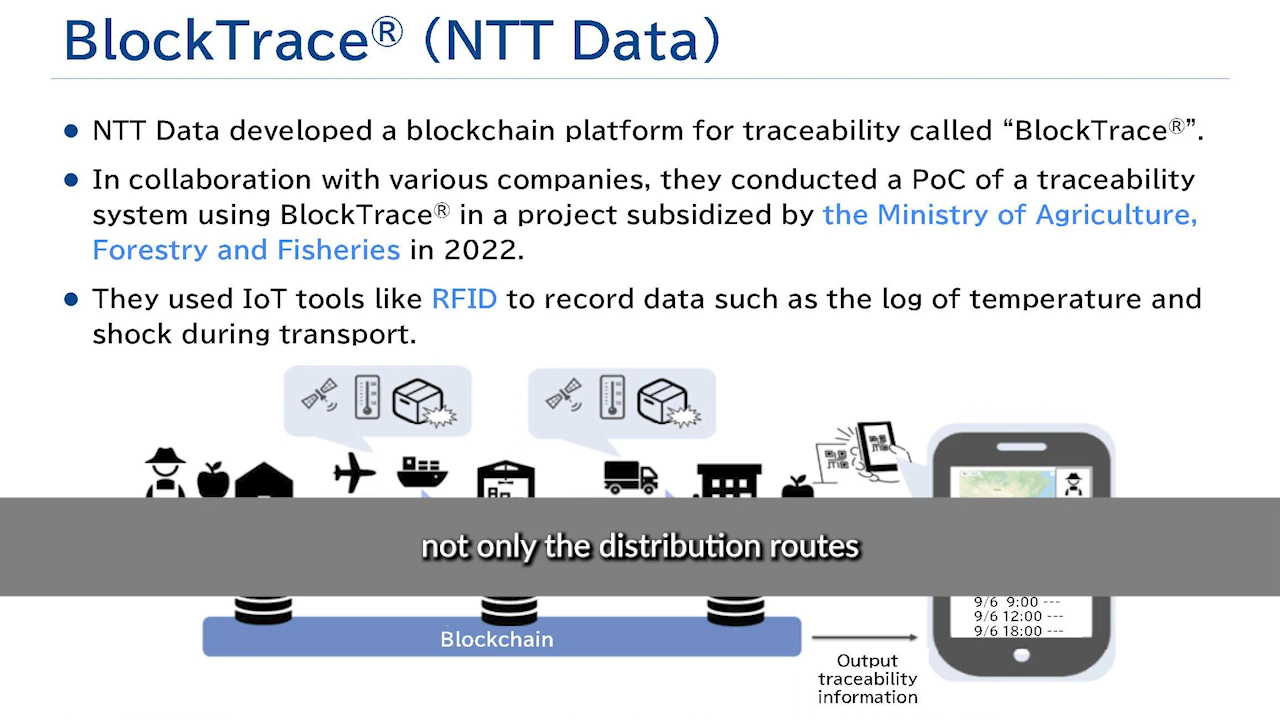 BlockTrace® (NTT Data)
● NTT Data developed a blockchain platform for traceability called “BlockTrace®”.
● In collaboration with various companies, they conducted a PoC of a traceability
system using BlockTrace® in a project subsidized by the Ministry of Agriculture,
Forestry and Fisheries in 2022.
● They used IoT tools like RFID to record data such as the log of temperature and
shock during transport.
not only the distribution routes
9/6 9:00 ---
9/6 12:00 ---
9/6 18:00 ---
Blockchain
Output
traceability
information